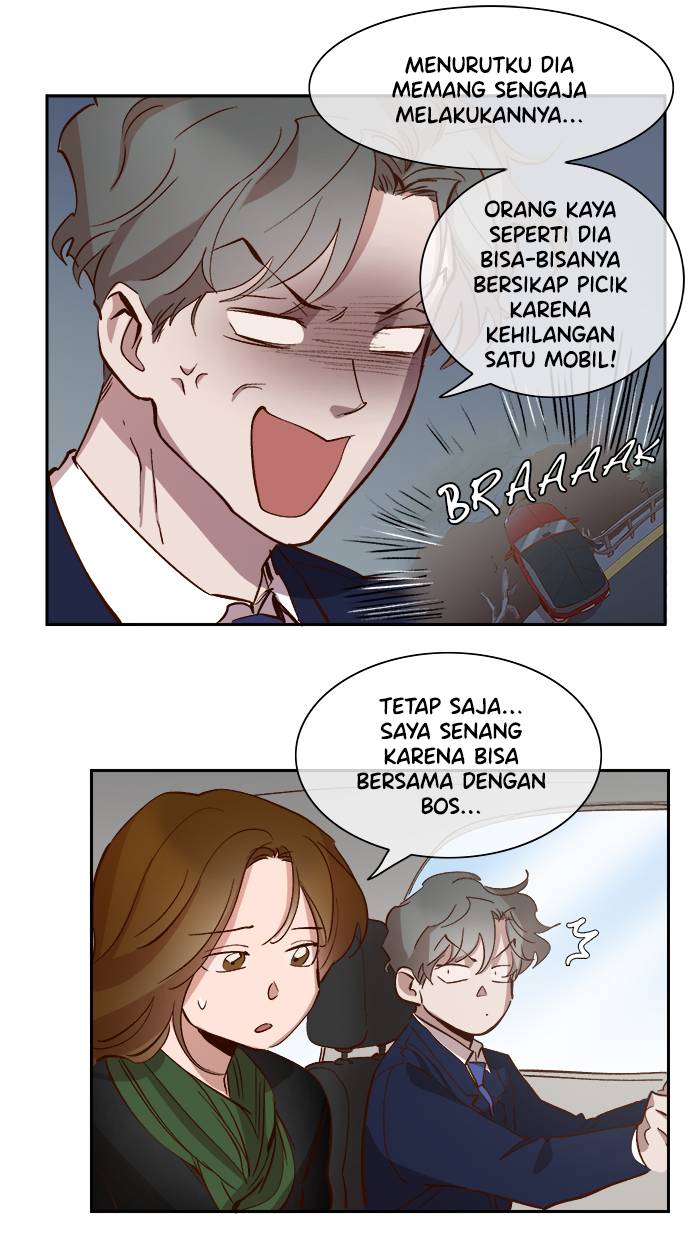 MENURUTKU DIA
MEMANG SENGAJA
MELAKUKANNYA...
ORANG KAYA
SEPERTI DIA
BISA-BISANYA
BERSIKAP PICIK
KARENA
KEHILANGAN
SATU MOBIL!
BRAAAAAK
TETAP SAJA...
SAYA SENANG
KARENA BISA
BERSAMA DENGAN
BOS...